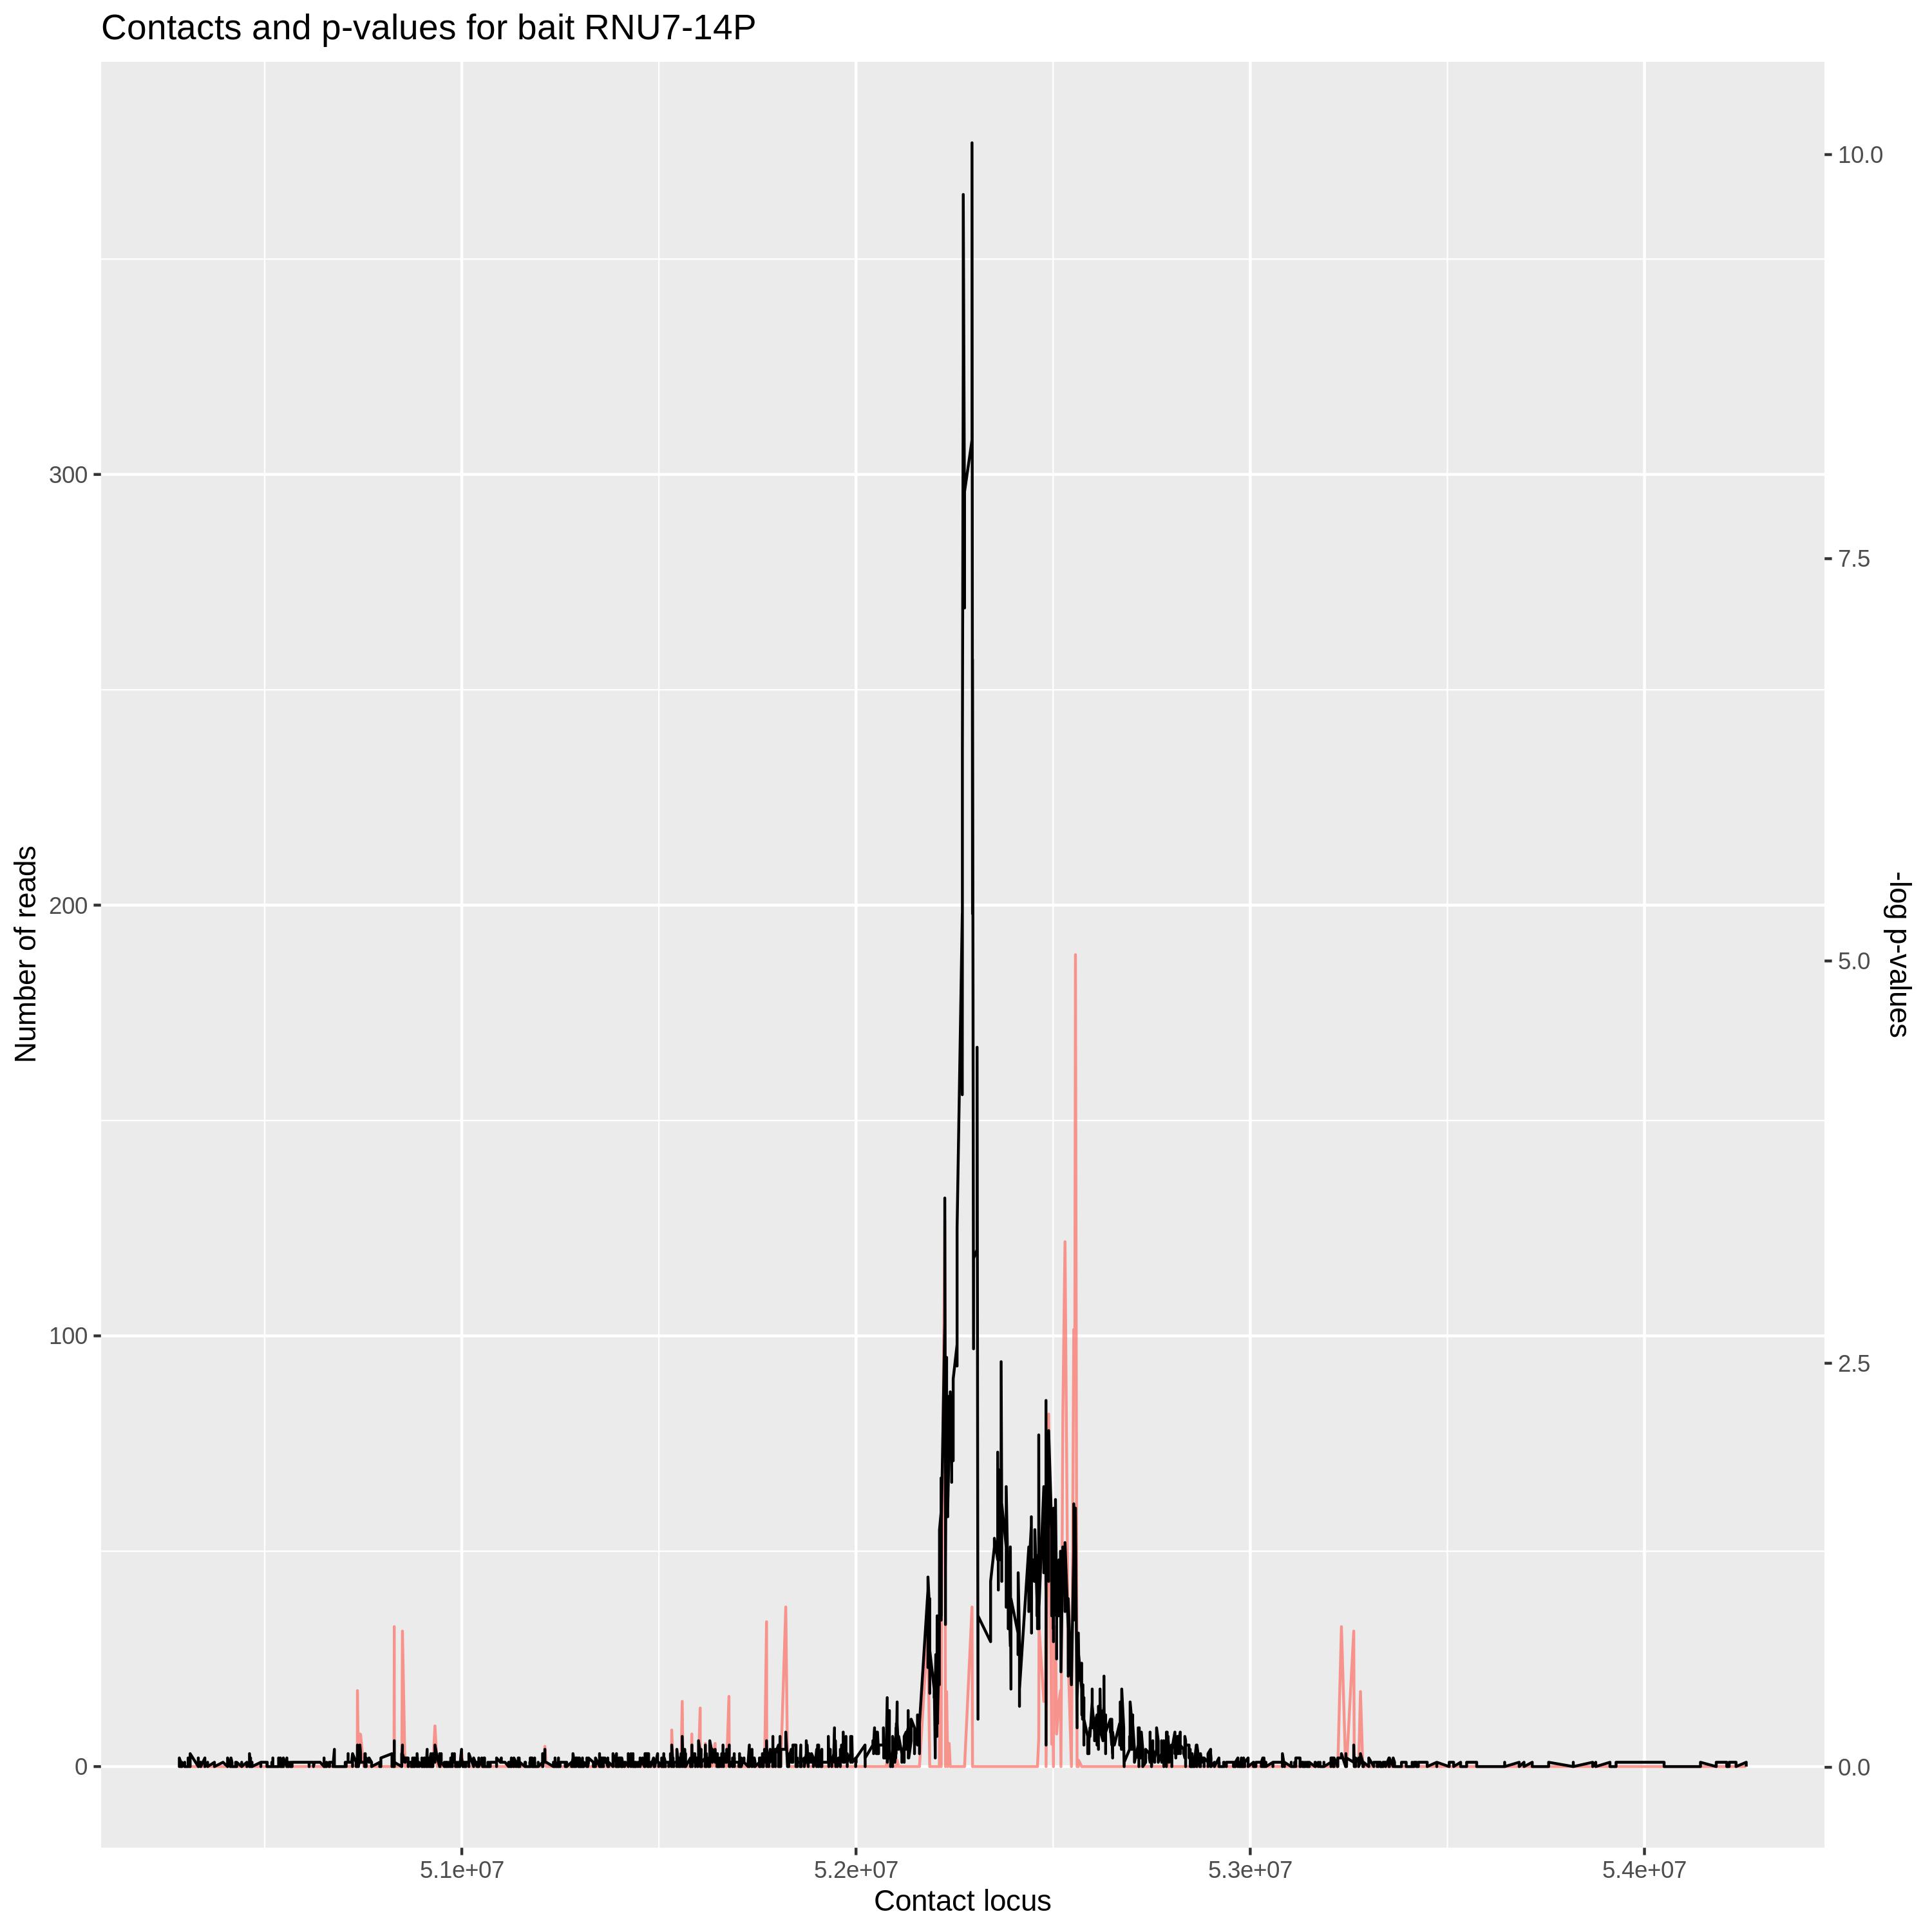 Contacts and p-values for bait RNU7-14P
Number of reads
300
200
100
0
10.0
7.5
5.0
2.5
0.0
-log p-values
5.1e+07
5.2e+07
5.3e+07
5.4e+07
Contact locus